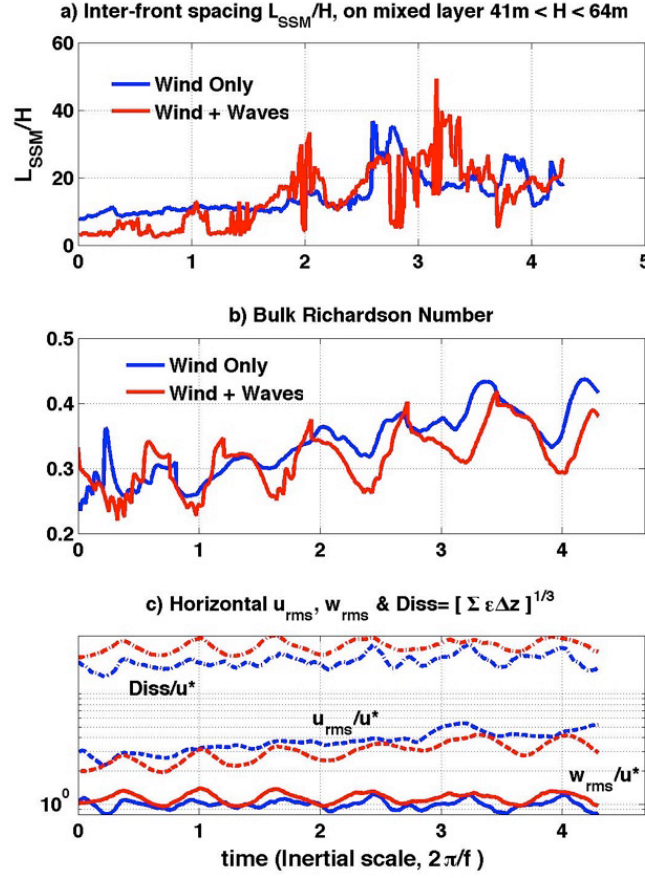 a) Inter-front spacing L_SSM/H, on mixed layer 41m < H < 64m
60
40
20
0
L_SSM/H
Wind Only
Wind + Waves
0 1 2 3 4 5
b) Bulk Richardson Number
0.5
0.4
0.3
0.2
Wind Only
Wind + Waves
0 1 2 3 4
c) Horizontal u_rms, w_rms & Diss= [ Σ εΔz ]^1/3
Diss/u*
u_rms/u*
w_rms/u*
10^0
0 1 2 3 4
time (Inertial scale, 2π/f )